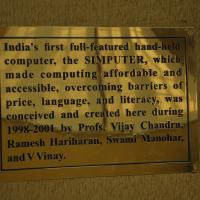 India's first full-featured hand-held
computer, the SIMPUTER, which
made computing affordable and
accessible, overcoming barriers of
price, language, and literacy, was
conceived and created here during
1998-2001 by Profs. Vijay Chandru,
Ramesh Hariharan, Swami Manohar,
and V Vinay.